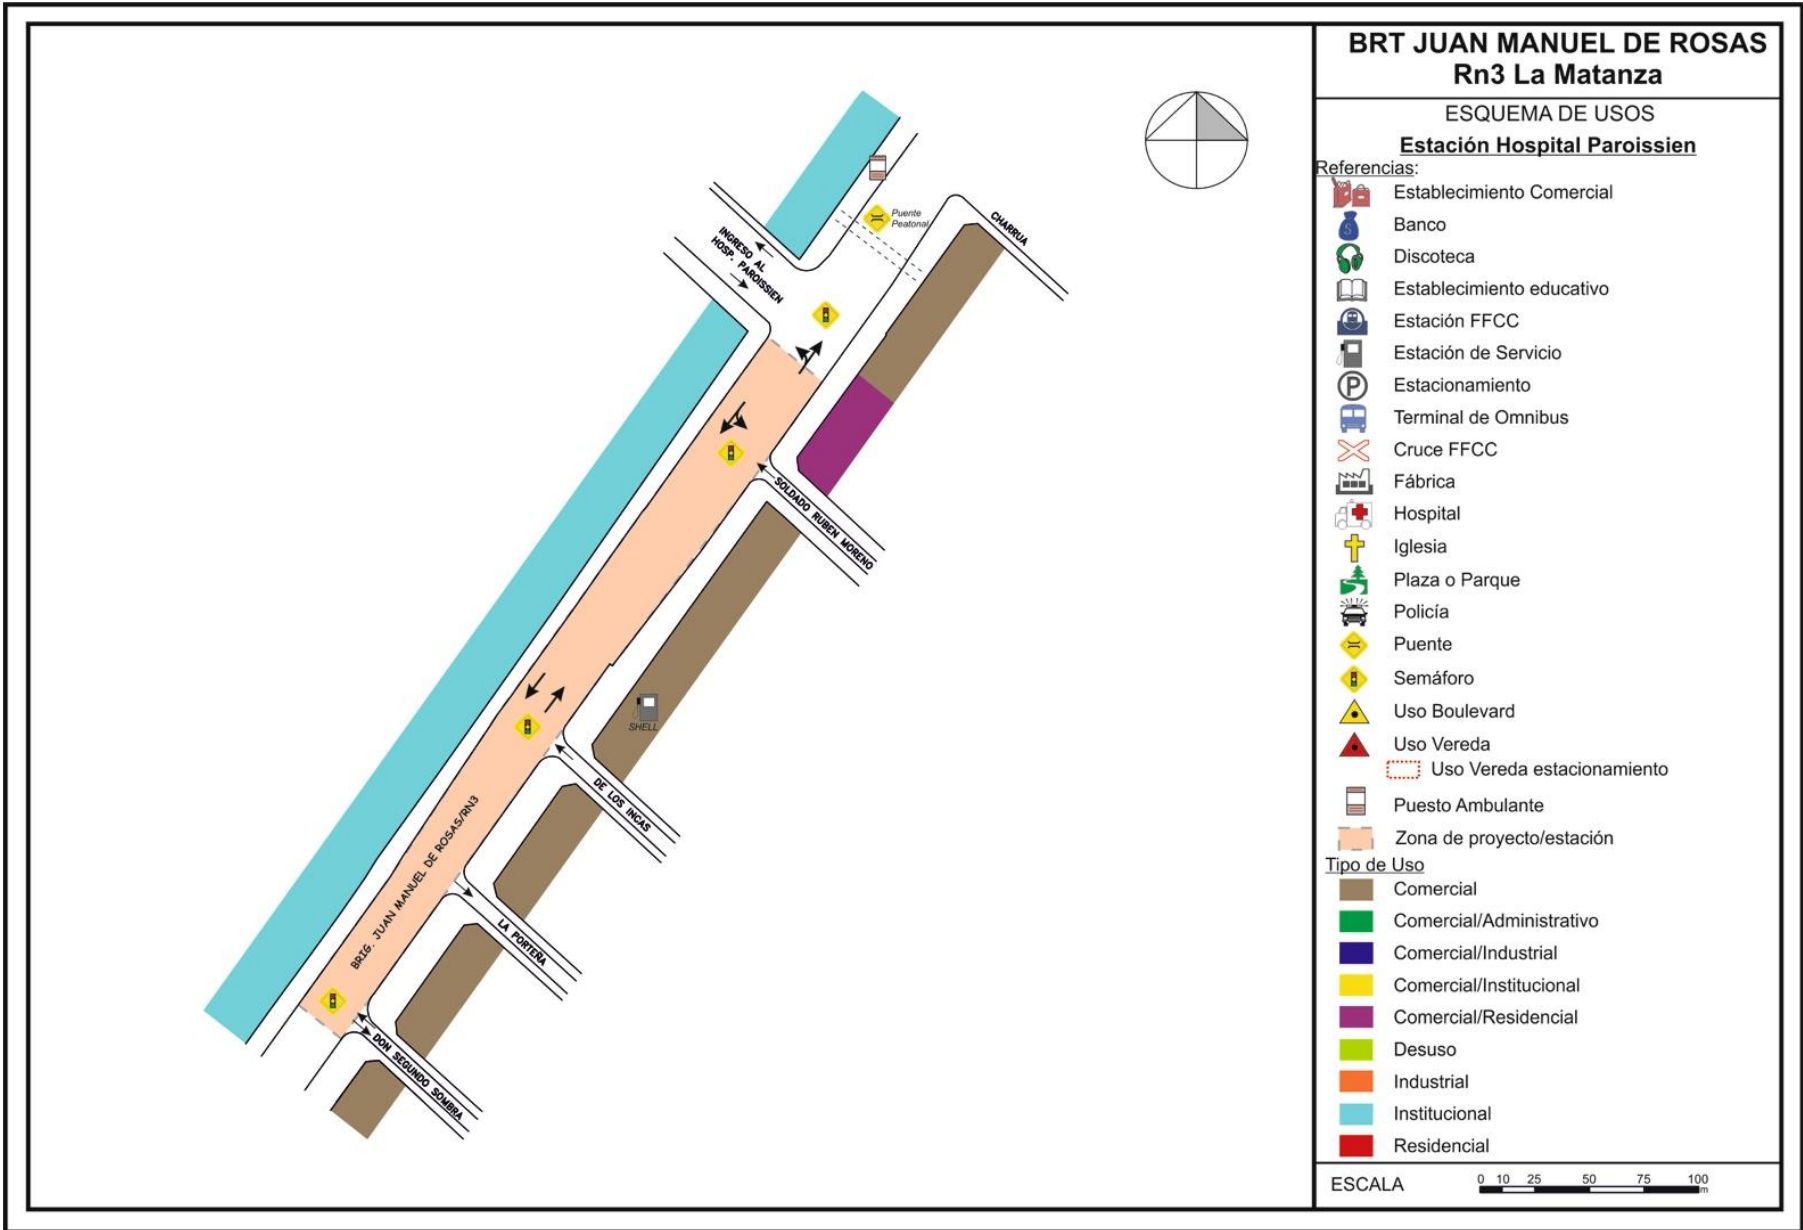 BRT JUAN MANUEL DE ROSAS
Rn3 La Matanza
ESQUEMA DE USOS
Estación Hospital Paroissien
Referencias:
Establecimiento Comercial
Banco
Discoteca
Establecimiento educativo
Estación FFCC
Estación de Servicio
P
Estacionamiento
Terminal de Omnibus
Cruce FFCC
Fábrica
Hospital
Iglesia
Plaza o Parque
Policía
Puente
Semáforo
Uso Boulevard
Uso Vereda
Uso Vereda estacionamiento
Puesto Ambulante
Zona de proyecto/estación
Tipo de Uso
Comercial
Comercial/Administrativo
Comercial/Industrial
Comercial/Institucional
Comercial/Residencial
Desuso
Industrial
Institucional
Residencial
ESCALA
0 10 25 50 75 100
m
Puente
Peatonal
CHARRUA
INGRESO AL
HOSP. PAROISSIEN
SOLDADO RUBEN MORENO
SHELL
DE LOS INCAS
BRIG. JUAN MANUEL DE ROSAS/RN3
LA PORTEÑA
DON SEGUNDO SOMBRA